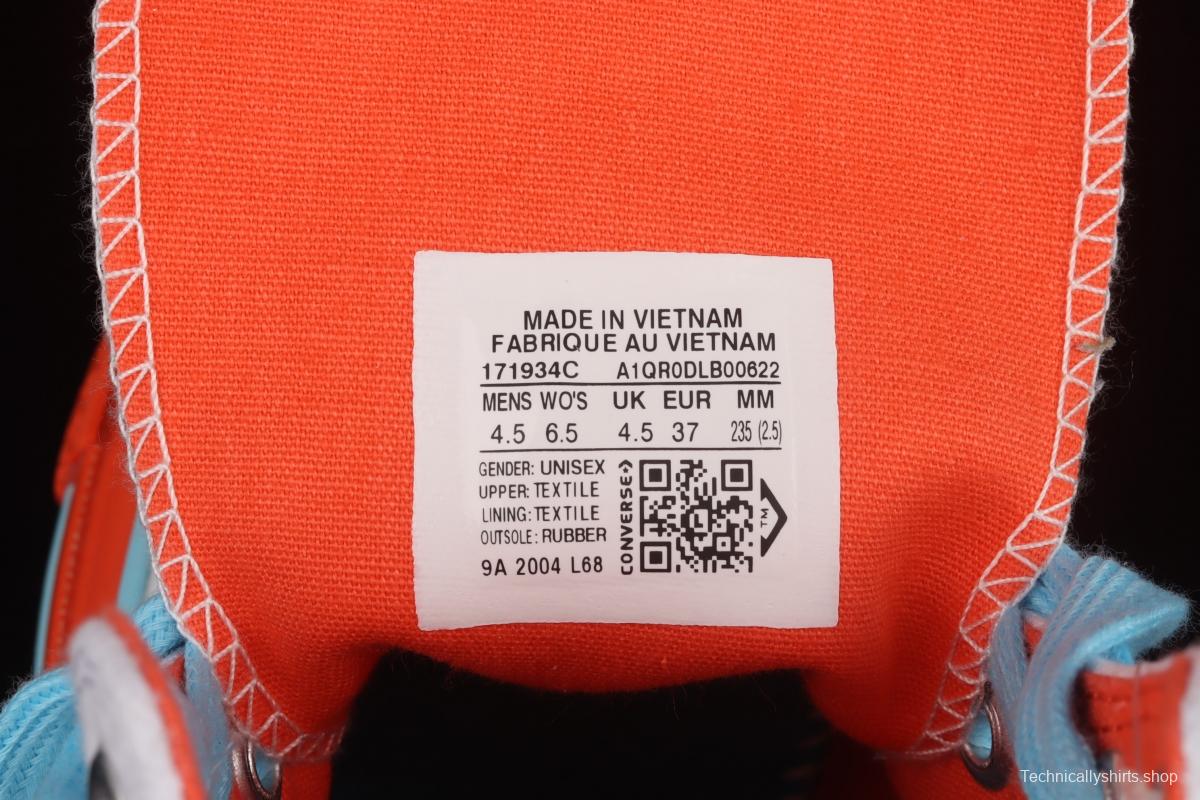 MADE IN VIETNAM
FABRIQUE AU VIETNAM
171934C A1QR0DLB00622
MENS WO'S UK EUR MM
4.5 6.5 4.5 37 235 (2.5)
GENDER: UNISEX
UPPER: TEXTILE
LINING: TEXTILE
OUTSOLE: RUBBER
9A 2004 L68
CONVERSE
TM
Technicallyshirts.shop